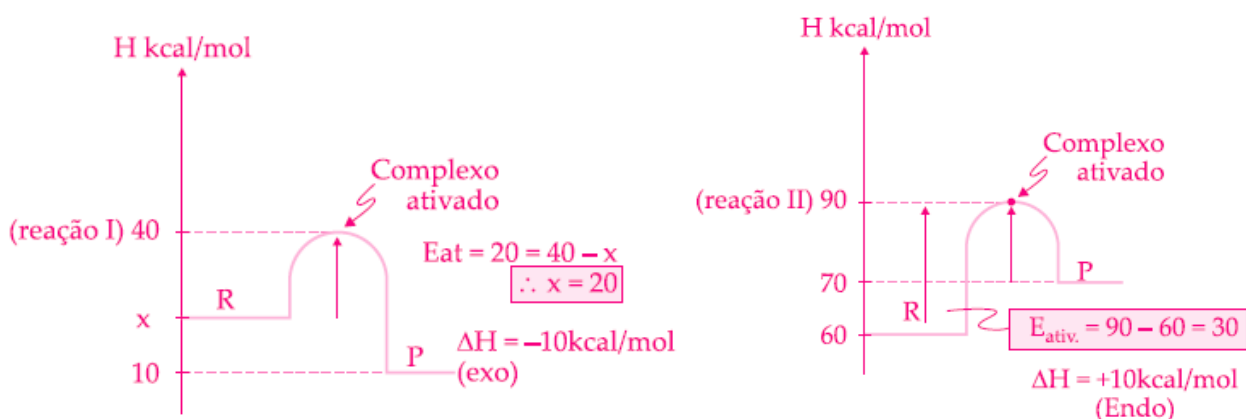 H kcal/mol
Complexo
ativado
(reação I) 40
Eat = 20 = 40 – x
∴ x = 20
R
x
ΔH = –10kcal/mol
(exo)
P
10
H kcal/mol
Complexo
ativado
(reação II) 90
P
70
R
E_ativ. = 90 – 60 = 30
60
ΔH = +10kcal/mol
(Endo)